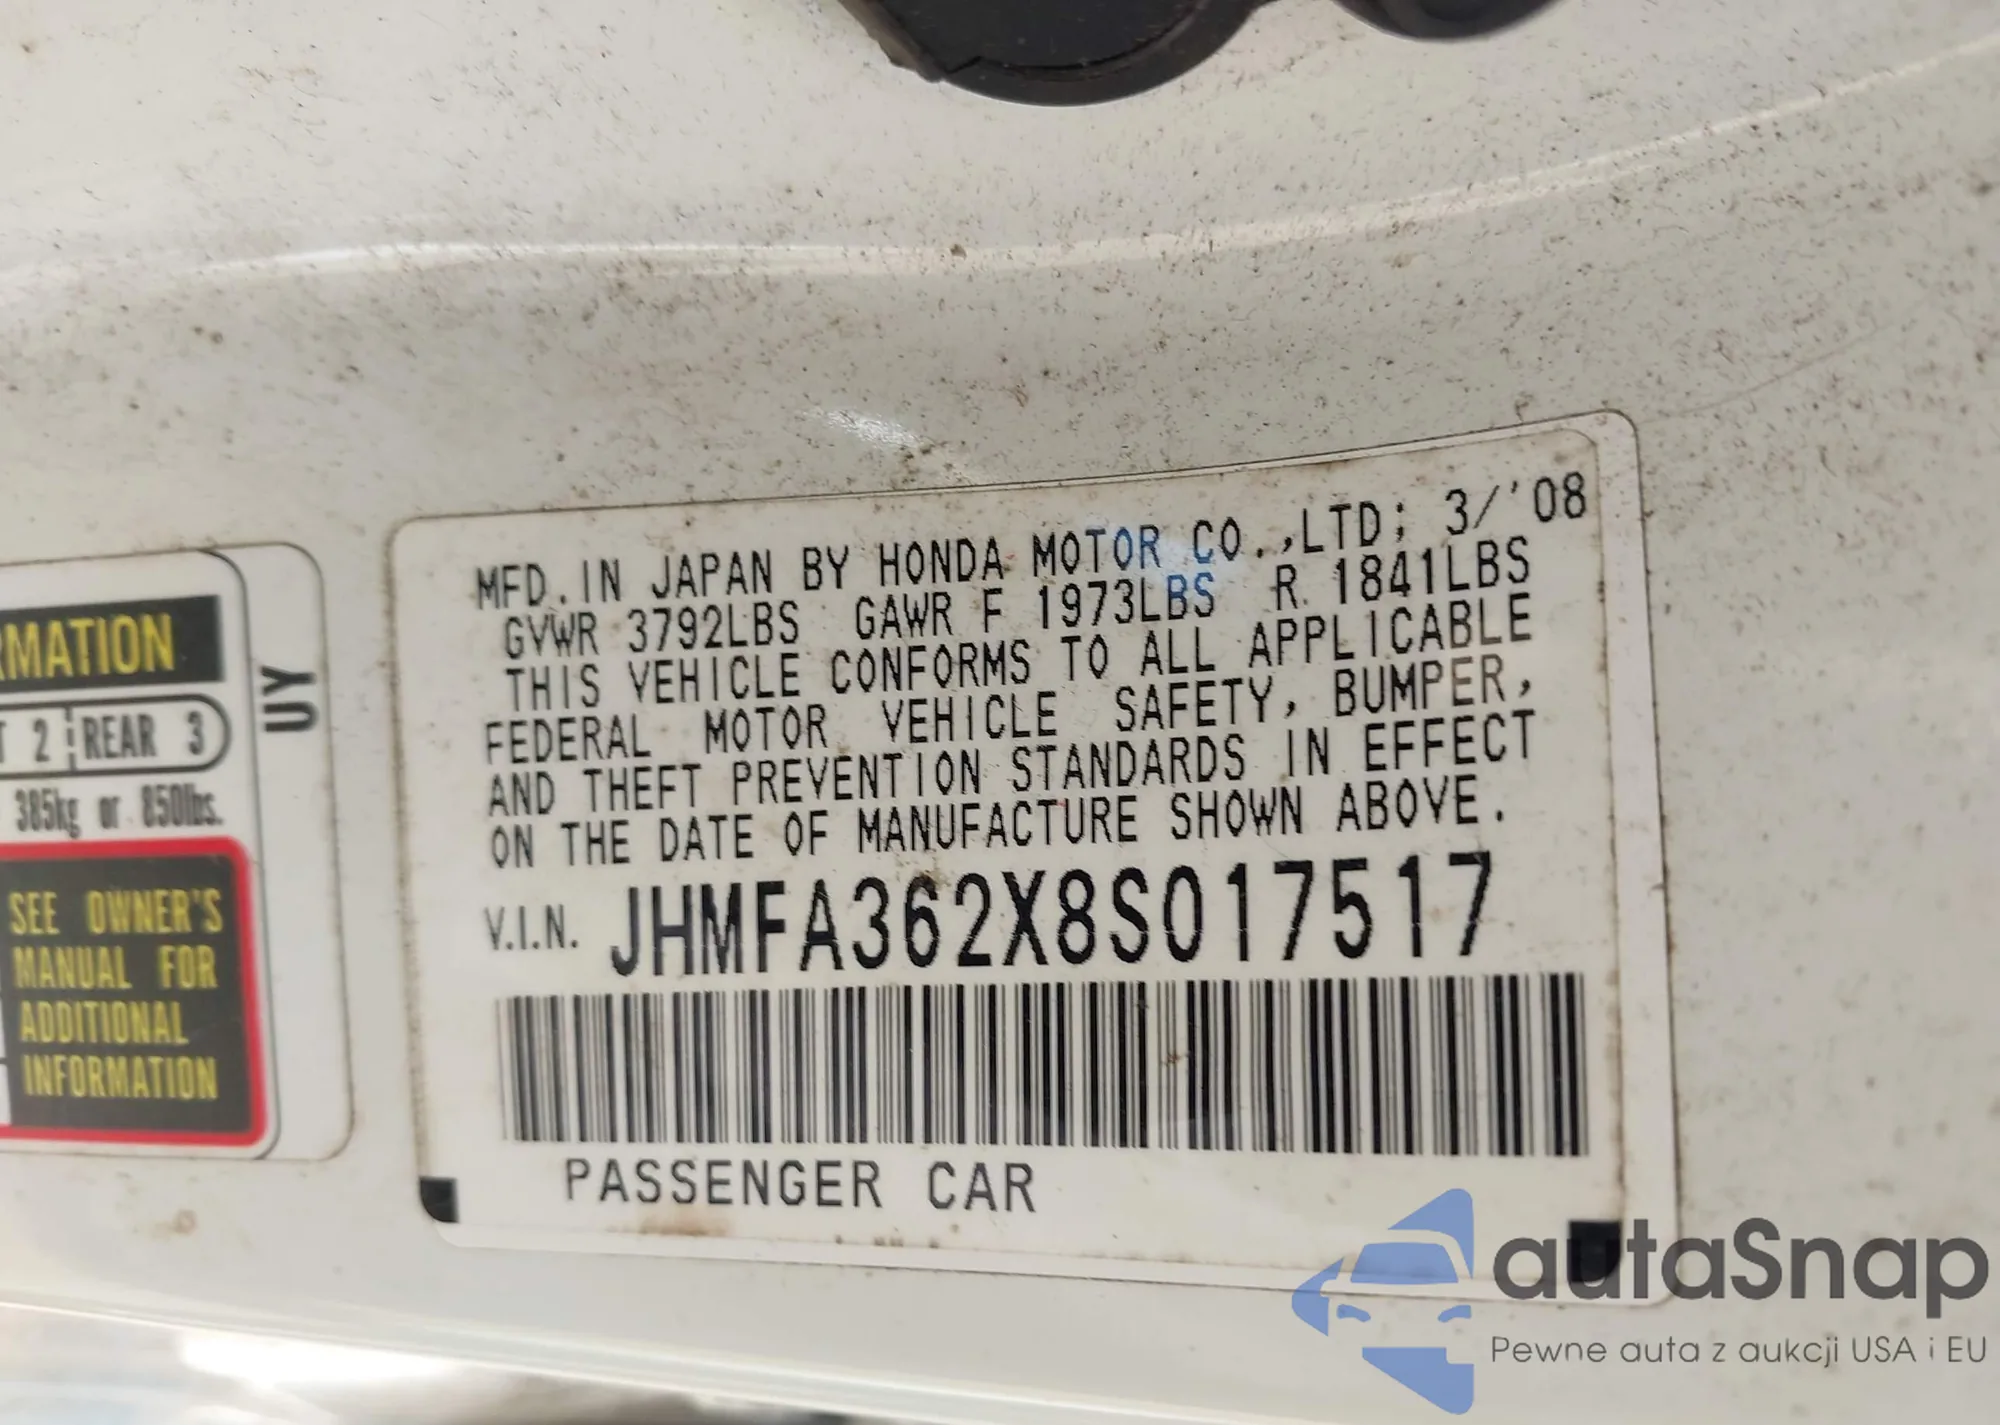 MFD. IN JAPAN BY HONDA MOTOR CO.,LTD; 3/'08
GVWR 3792LBS GAWR F 1973LBS R 1841LBS
THIS VEHICLE CONFORMS TO ALL APPLICABLE
FEDERAL MOTOR VEHICLE SAFETY, BUMPER,
AND THEFT PREVENTION STANDARDS IN EFFECT
ON THE DATE OF MANUFACTURE SHOWN ABOVE.
V.I.N. JHMFA362X8S017517
PASSENGER CAR
RMATION
T 2 REAR 3
385kg or 850lbs.
SEE OWNER'S
MANUAL FOR
ADDITIONAL
INFORMATION
UY
autaSnap
Pewne auta z aukcji USA i EU